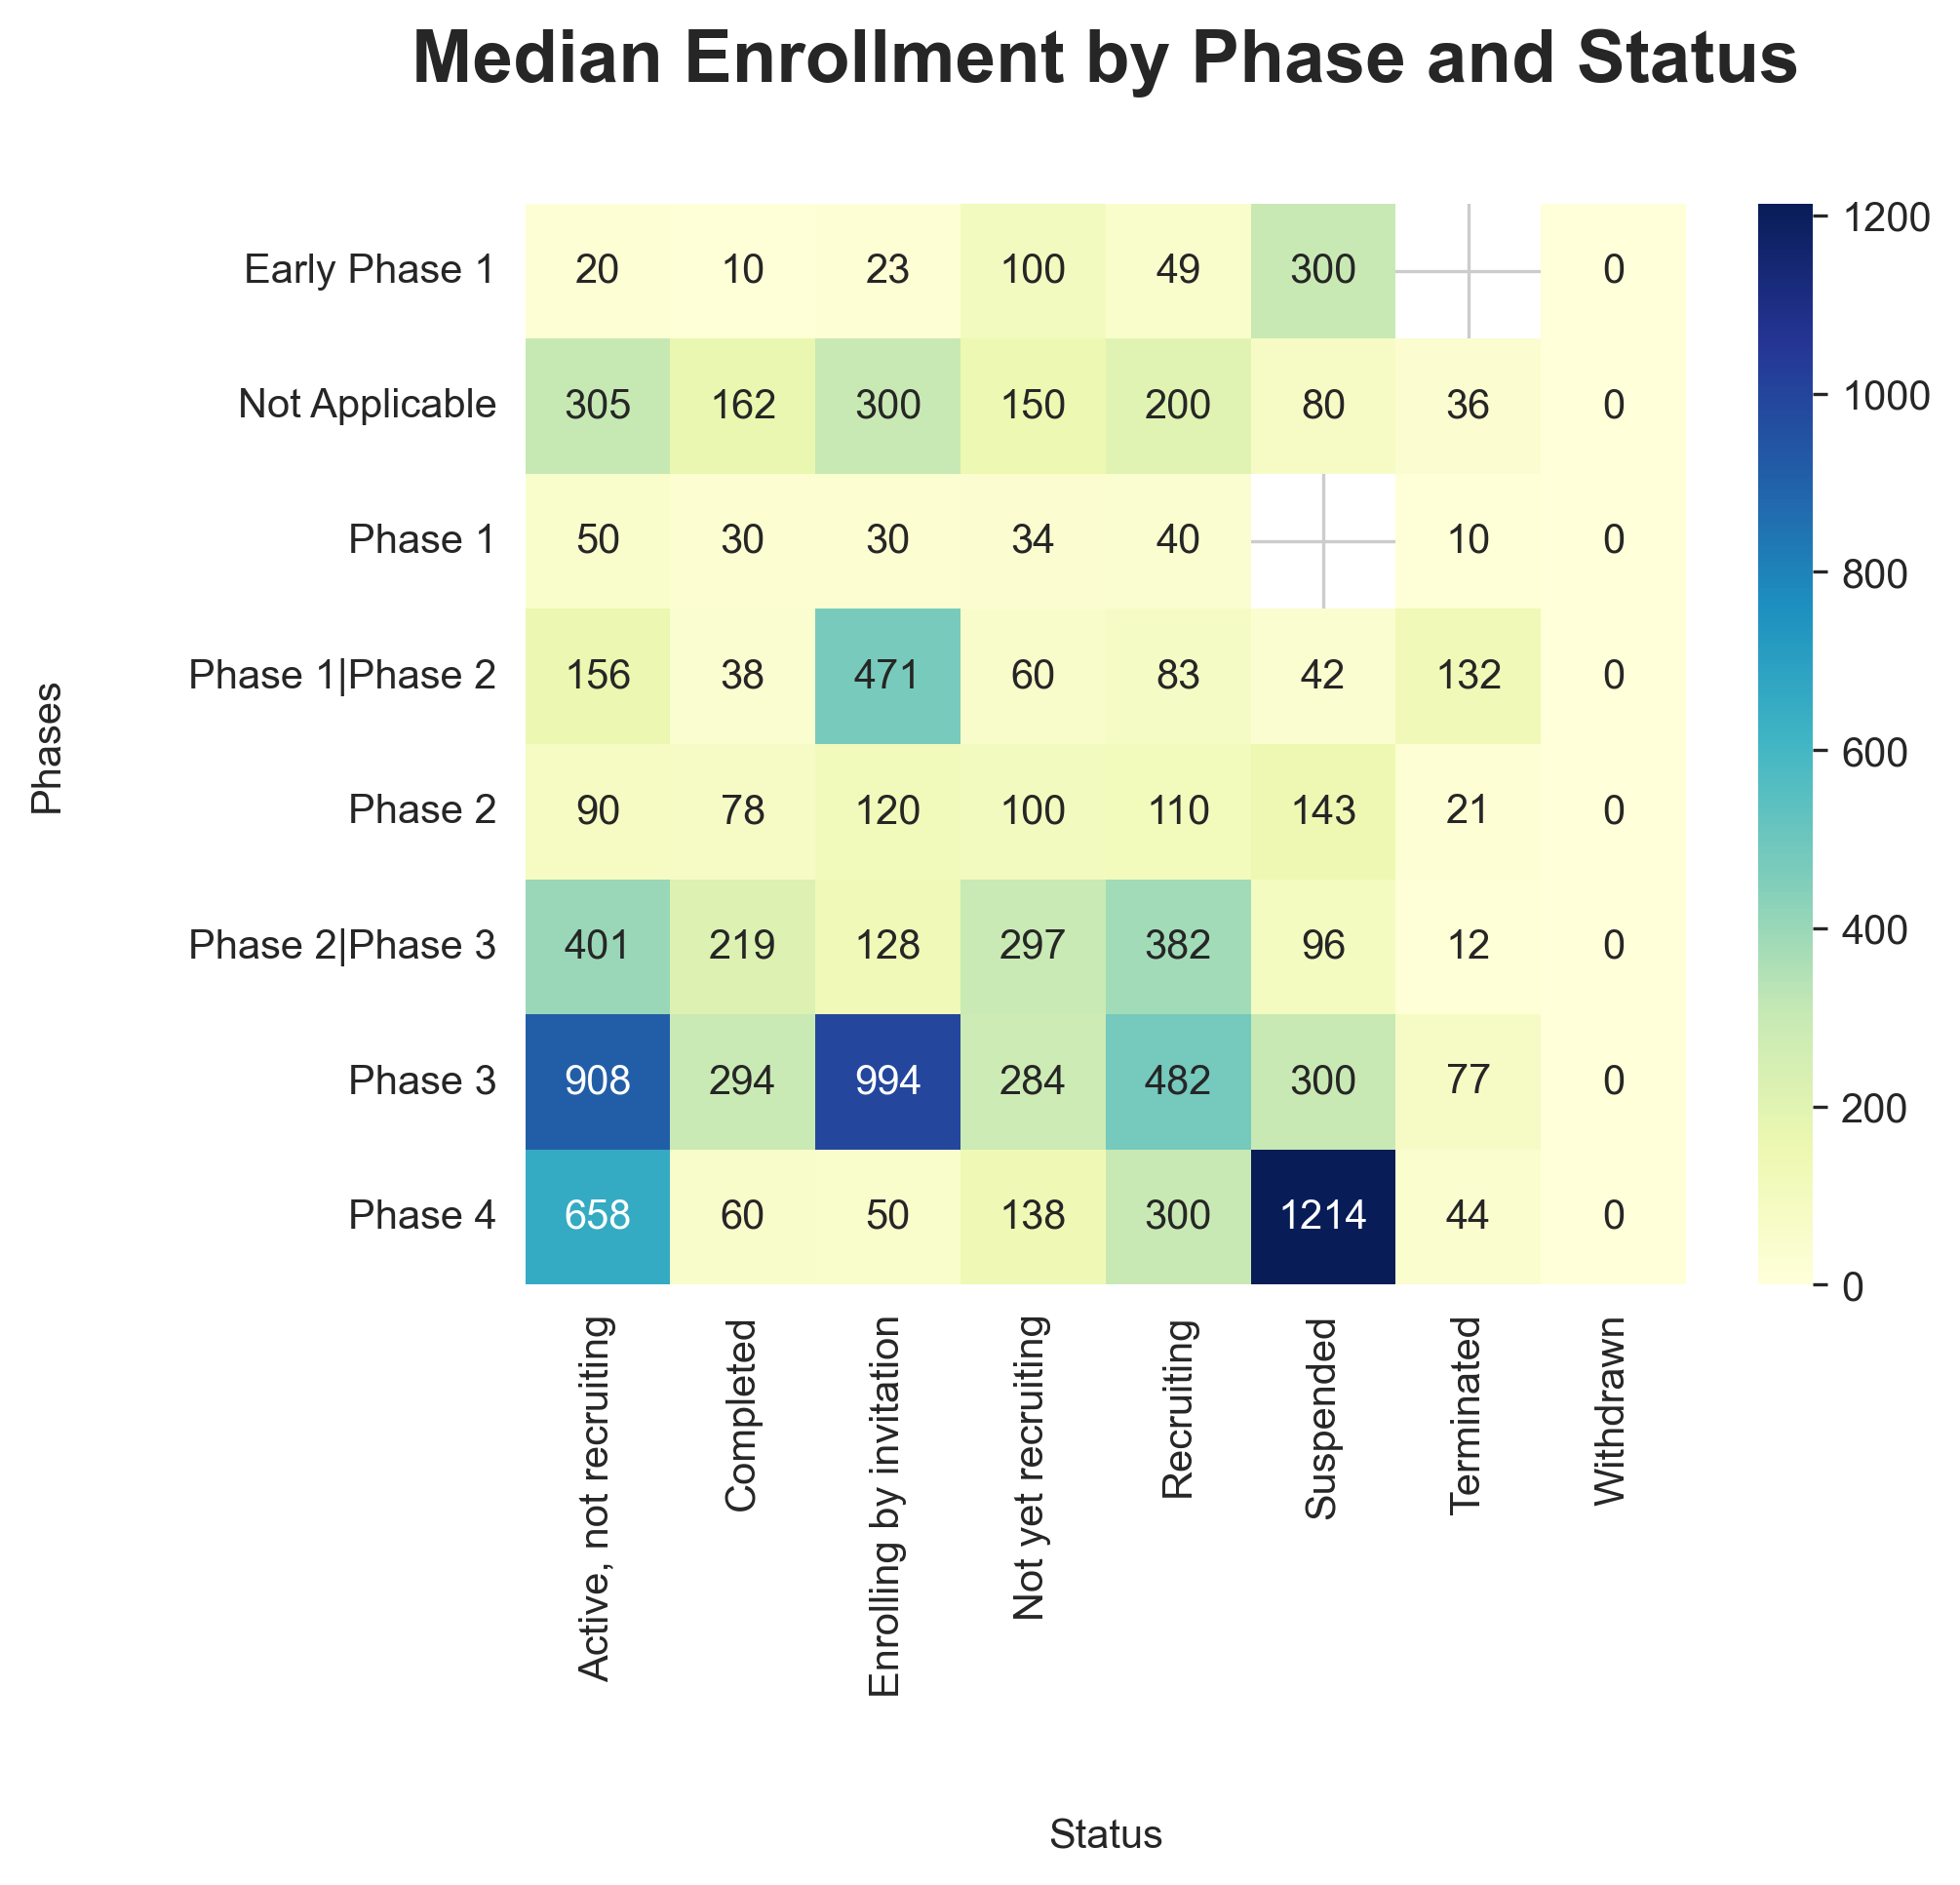 Median Enrollment by Phase and Status
Phases
Early Phase 1 20 10 23 100 49 300 0
Not Applicable 305 162 300 150 200 80 36 0
Phase 1 50 30 30 34 40 10 0
Phase 1|Phase 2 156 38 471 60 83 42 132 0
Phase 2 90 78 120 100 110 143 21 0
Phase 2|Phase 3 401 219 128 297 382 96 12 0
Phase 3 908 294 994 284 482 300 77 0
Phase 4 658 60 50 138 300 1214 44 0
Active, not recruiting
Completed
Enrolling by invitation
Not yet recruiting
Recruiting
Suspended
Terminated
Withdrawn
Status
1200
1000
800
600
400
200
0